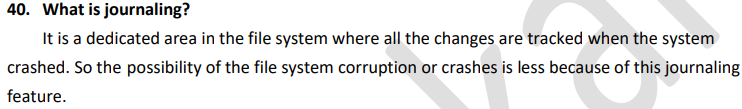 40. What is journaling?
It is a dedicated area in the file system where all the changes are tracked when the system
crashed. So the possibility of the file system corruption or crashes is less because of this journaling
feature.